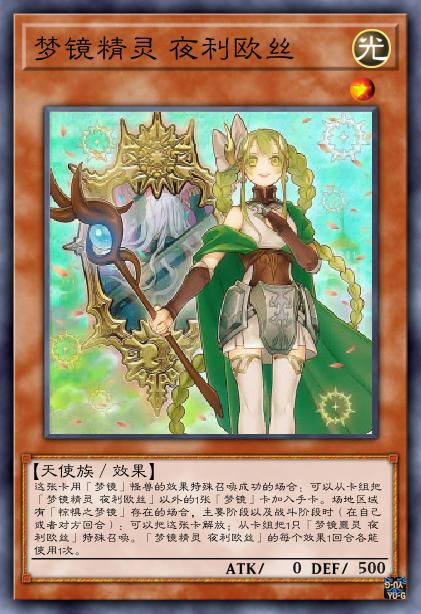 梦镜精灵 夜利欧丝
光
【天使族／效果】
这张卡用「梦镜」怪兽的效果特殊召唤成功的场合：可以从卡组把
「梦镜精灵 夜利欧丝」以外的1张「梦镜」卡加入手卡。场地区域
有「惊惧之梦镜」存在的场合，主要阶段以及战斗阶段时（在自己
或者对方回合）：可以把这张卡解放；从卡组把1只「梦镜魇灵 夜
利欧丝」特殊召唤。「梦镜精灵 夜利欧丝」的每个效果1回合各能
使用1次。
ATK/ 0 DEF/ 500
YU-G